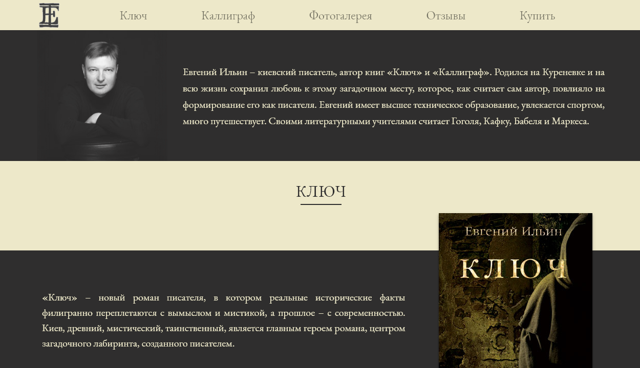 Ключ
Каллиграф
Фотогалерея
Отзывы
Купить
Евгений Ильин – киевский писатель, автор книг «Ключ» и «Каллиграф». Родился на Куреневке и на
всю жизнь сохранил любовь к этому загадочном месту, которое, как считает сам автор, повлияло на
формирование его как писателя. Евгений имеет высшее техническое образование, увлекается спортом,
много путешествует. Своими литературными учителями считает Гоголя, Кафку, Бабеля и Маркеса.
КЛЮЧ
Евгений Ильин
КЛЮЧ
«Ключ» – новый роман писателя, в котором реальные исторические факты
филигранно переплетаются с вымыслом и мистикой, а прошлое – с современностью.
Киев, древний, мистический, таинственный, является главным героем романа, центром
загадочного лабиринта, созданного писателем.